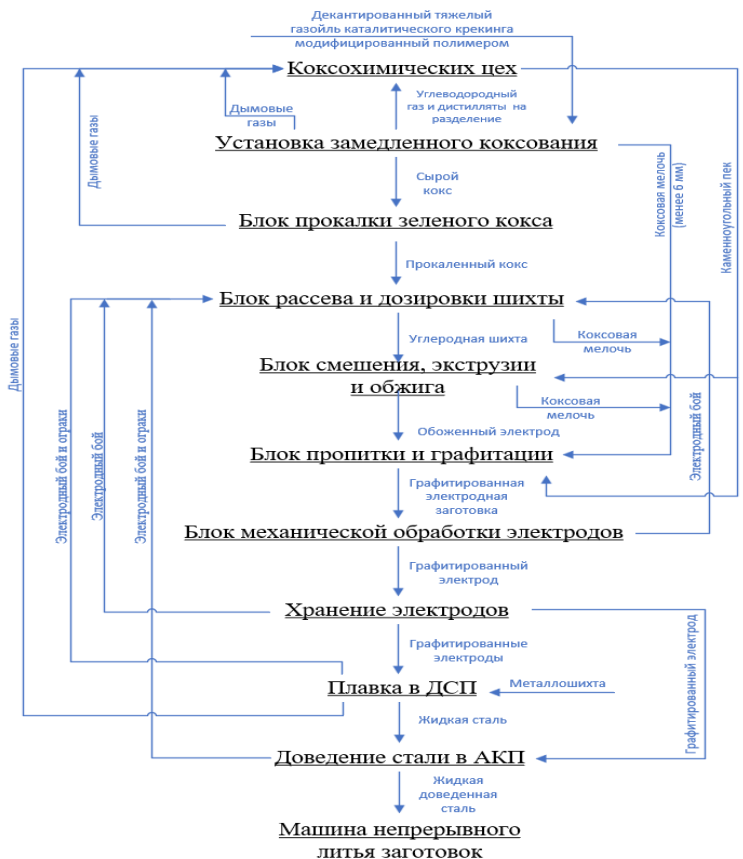 Декантированный тяжелый
газойль каталитического крекинга
модифицированный полимером
Коксохимических цех
Углеводородный
газ и дистилляты на
разделение
Дымовые
газы
Установка замедленного коксования
Дымовые газы
Сырой
кокс
Коксовая мелочь
(менее 6 мм)
Каменноугольный пек
Блок прокалки зеленого кокса
Прокаленный кокс
Блок рассева и дозировки шихты
Дымовые газы
Углеродная шихта
Коксовая
мелочь
Блок смешения, экструзии
и обжига
Коксовая
мелочь
Электродный бой и ограки
Электродный бой
Электродный бой и ограки
Электродный бой
Обоженный электрод
Блок пропитки и графитации
Графитированная
электродная
заготовка
Блок механической обработки электродов
Графитированный
электрод
Хранение электродов
Графитированные
электроды
Графитированный электрод
Плавка в ДСП
Металлошихта
Жидкая сталь
Доведение стали в АКП
Жидкая
доведенная
сталь
Машина непрерывного
литья заготовок